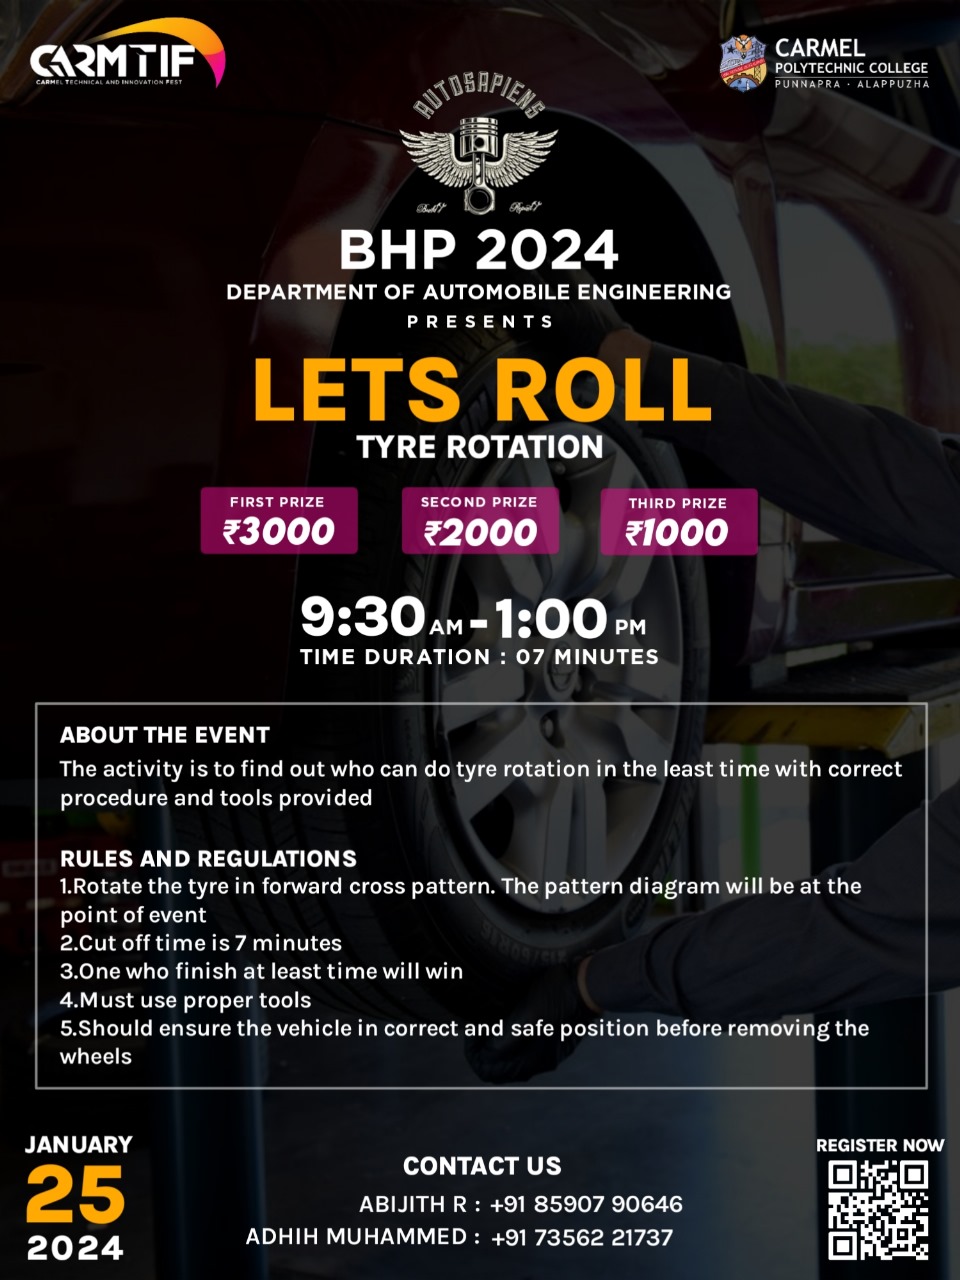 CARMTIF
CARMEL TECHNICAL AND INNOVATION FEST
CARMEL
POLYTECHNIC COLLEGE
PUNNAPRA · ALAPPUZHA
AUTOSAPIENS
BHP 2024
DEPARTMENT OF AUTOMOBILE ENGINEERING
PRESENTS
LETS ROLL
TYRE ROTATION
FIRST PRIZE
₹3000
SECOND PRIZE
₹2000
THIRD PRIZE
₹1000
9:30 AM - 1:00 PM
TIME DURATION : 07 MINUTES
ABOUT THE EVENT
The activity is to find out who can do tyre rotation in the least time with correct
procedure and tools provided
RULES AND REGULATIONS
1.Rotate the tyre in forward cross pattern. The pattern diagram will be at the
point of event
2.Cut off time is 7 minutes
3.One who finish at least time will win
4.Must use proper tools
5.Should ensure the vehicle in correct and safe position before removing the
wheels
JANUARY
25
2024
CONTACT US
ABIJITH R : +91 85907 90646
ADHIH MUHAMMED : +91 73562 21737
REGISTER NOW